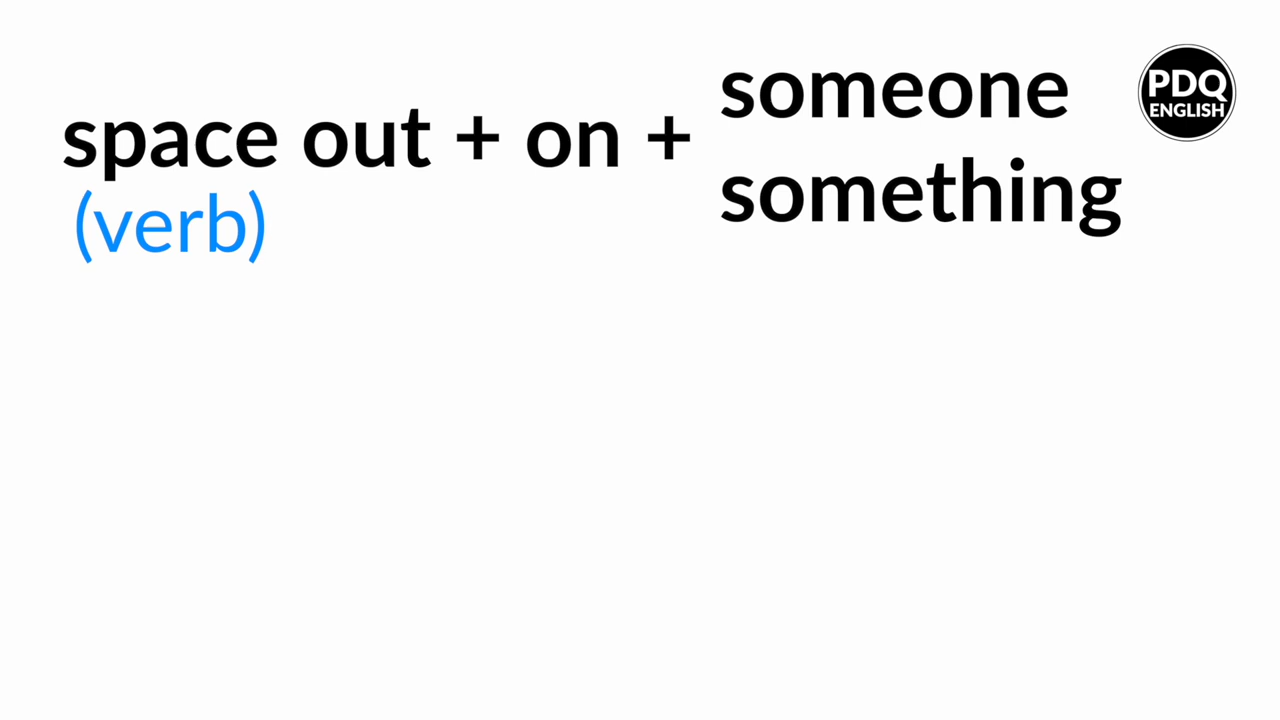 space out + on + someone
something
(verb)
PDQ
ENGLISH